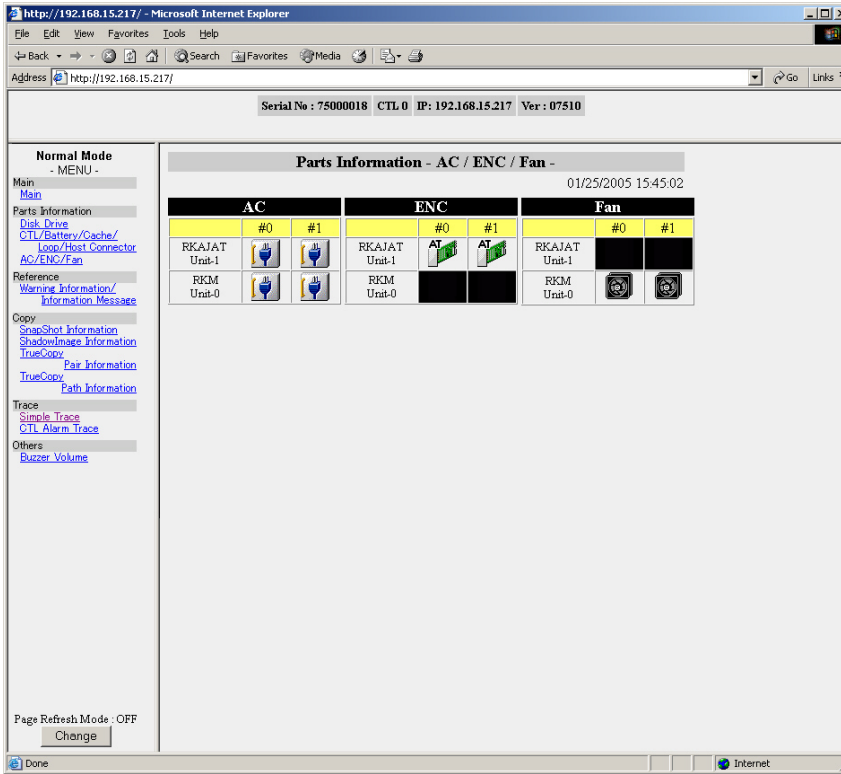 http://192.168.15.217/ - Microsoft Internet Explorer
File Edit View Favorites Tools Help
Back Search Favorites Media
Address http://192.168.15.217/ Go Links
Serial No : 75000018 CTL 0 IP: 192.168.15.217 Ver : 07510
Normal Mode
- MENU -
Main
Main
Parts Information
Disk Drive
CTL/Battery/Cache/
Loop/Host Connector
AC/ENC/Fan
Reference
Warning Information/
Information Message
Copy
SnapShot Information
ShadowImage Information
TrueCopy
Pair Information
TrueCopy
Path Information
Trace
Simple Trace
CTL Alarm Trace
Others
Buzzer Volume
Page Refresh Mode : OFF
Change
Parts Information - AC / ENC / Fan -
01/25/2005 15:45:02
AC ENC Fan
#0 #1 #0 #1 #0 #1
RKAJAT Unit-1 RKAJAT AT AT Unit-1 RKAJAT Unit-1
RKM Unit-0 RKM Unit-0 RKM Unit-0
Done Internet